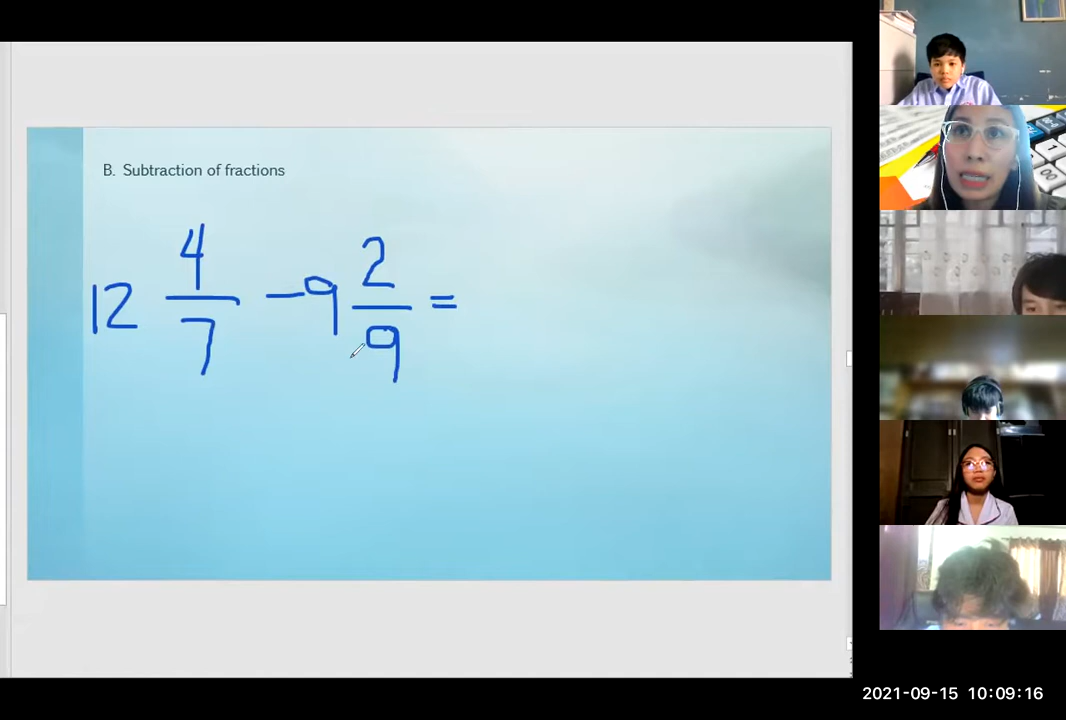 B. Subtraction of fractions
12 4/7 - 9 2/9 =
2021-09-15 10:09:16